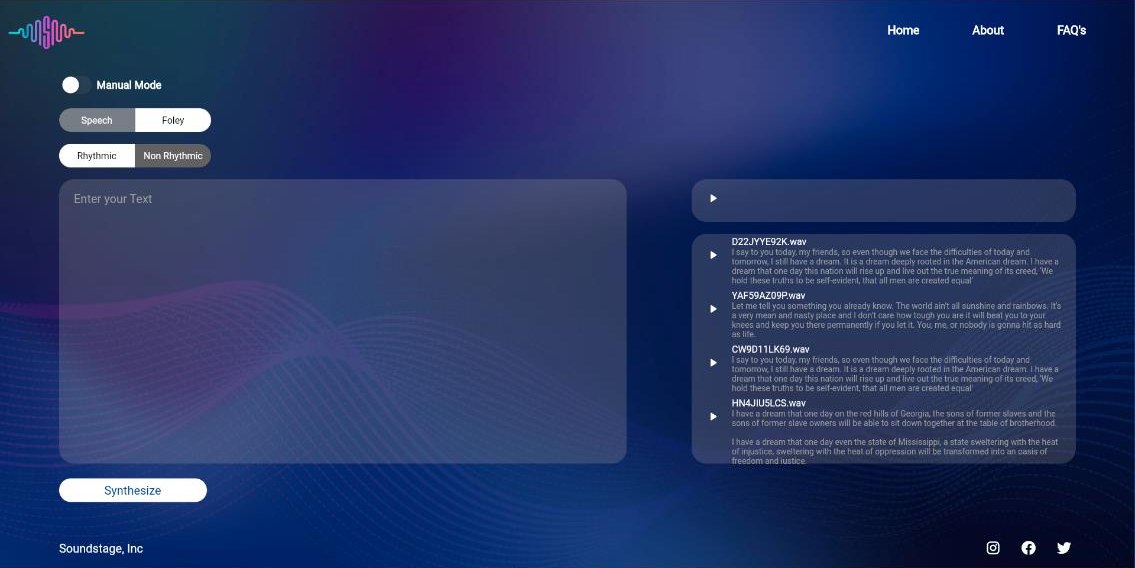 Home About FAQ's
Manual Mode
Speech Foley
Rhythmic Non Rhythmic
Enter your Text
D22JYYE92K.wav
I say to you today, my friends, so even though we face the difficulties of today and
tomorrow, I still have a dream. It is a dream deeply rooted in the American dream. I have a
dream that one day this nation will rise up and live out the true meaning of its creed, 'We
hold these truths to be self-evident, that all men are created equal'
YAF59AZ09P.wav
Let me tell you something you already know. The world ain't all sunshine and rainbows. It's
a very mean and nasty place and I don't care how tough you are it will beat you to your
knees and keep you there permanently if you let it. You, me, or nobody is gonna hit as hard
as life.
CW9D11LK69.wav
I say to you today, my friends, so even though we face the difficulties of today and
tomorrow, I still have a dream. It is a dream deeply rooted in the American dream. I have a
dream that one day this nation will rise up and live out the true meaning of its creed, 'We
hold these truths to be self-evident, that all men are created equal'
HN4JIU5LCS.wav
I have a dream that one day on the red hills of Georgia, the sons of former slaves and the
sons of former slave owners will be able to sit down together at the table of brotherhood.
I have a dream that one day even the state of Mississippi, a state sweltering with the heat
of injustice, sweltering with the heat of oppression will be transformed into an oasis of
freedom and justice.
Synthesize
Soundstage, Inc